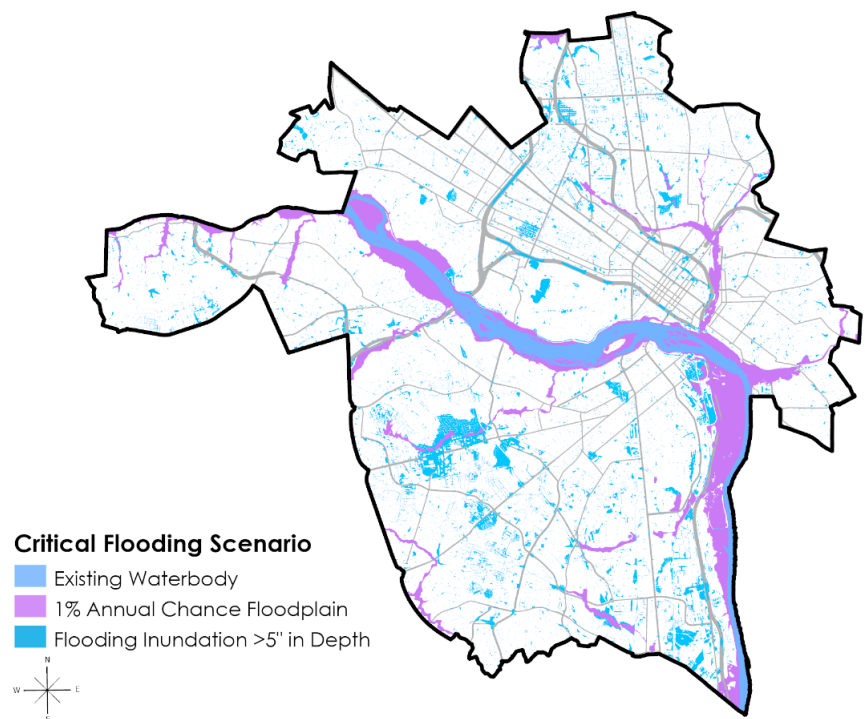 Critical Flooding Scenario
Existing Waterbody
1% Annual Chance Floodplain
Flooding Inundation >5" in Depth
N
W E
S